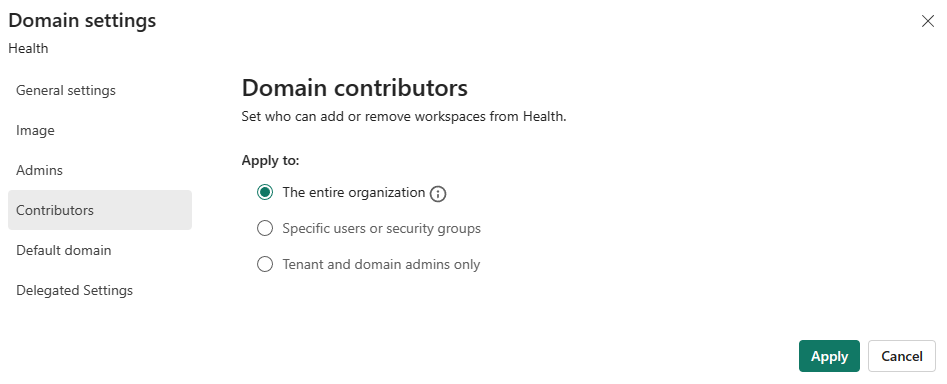 Domain settings
Health
General settings
Image
Admins
Contributors
Default domain
Delegated Settings
Domain contributors
Set who can add or remove workspaces from Health.
Apply to:
The entire organization
Specific users or security groups
Tenant and domain admins only
Apply
Cancel